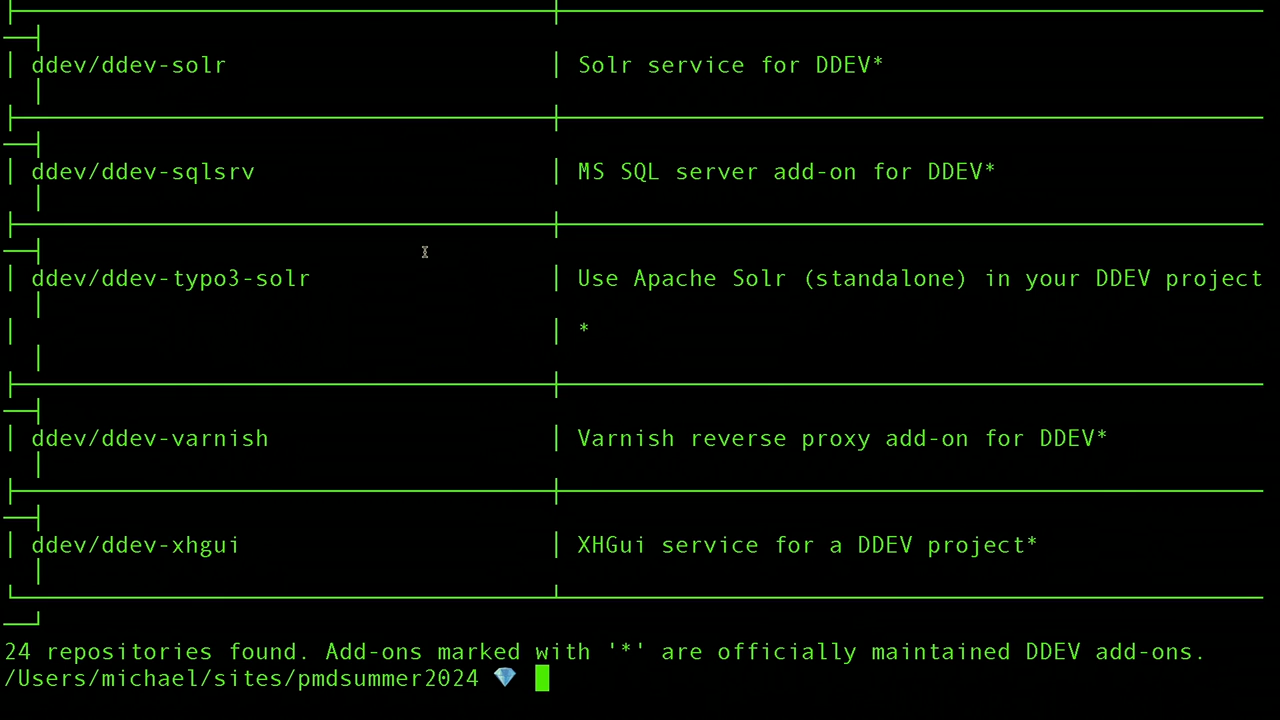 ddev/ddev-solr | Solr service for DDEV*
ddev/ddev-sqlsrv | MS SQL server add-on for DDEV*
ddev/ddev-typo3-solr | Use Apache Solr (standalone) in your DDEV project
| *
ddev/ddev-varnish | Varnish reverse proxy add-on for DDEV*
ddev/ddev-xhgui | XHGui service for a DDEV project*
24 repositories found. Add-ons marked with '*' are officially maintained DDEV add-ons.
/Users/michael/sites/pmdsummer2024 💎